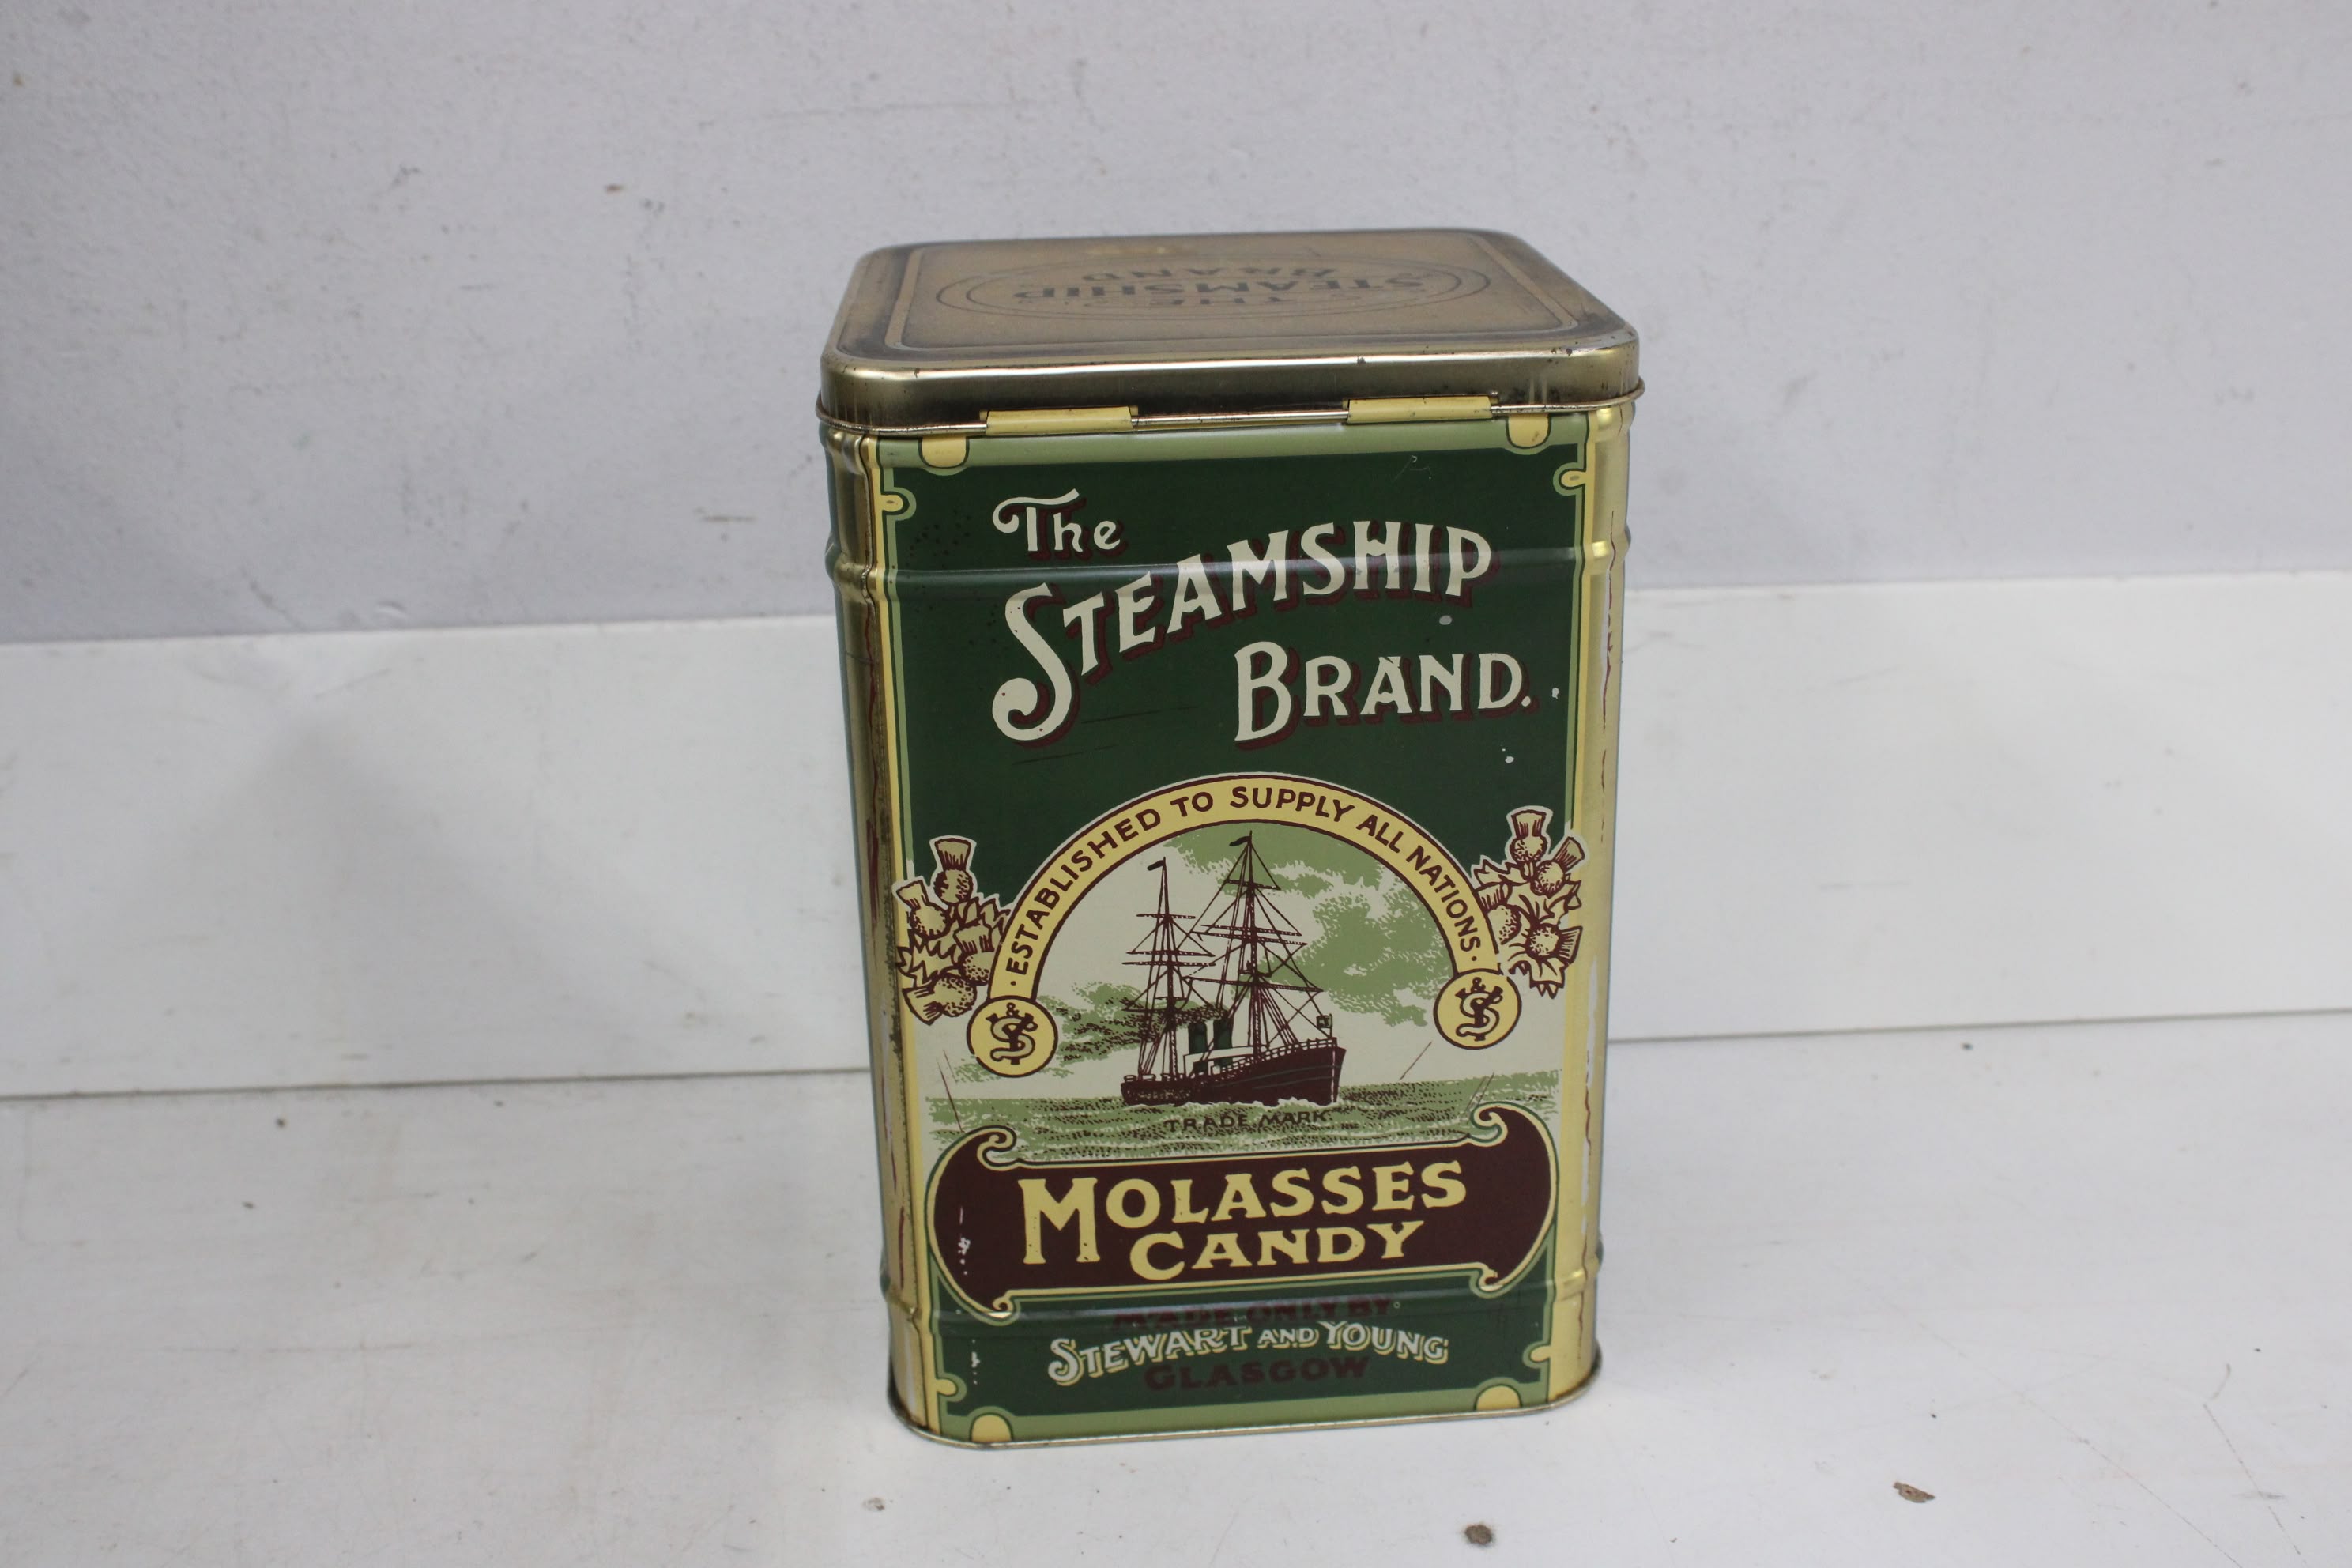 THE
STEAMSHIP
BRAND
The
STEAMSHIP
BRAND.
· ESTABLISHED TO SUPPLY ALL NATIONS ·
S&Y
S&Y
TRADE MARK.
MOLASSES
CANDY
MADE ONLY BY
STEWART AND YOUNG
GLASGOW